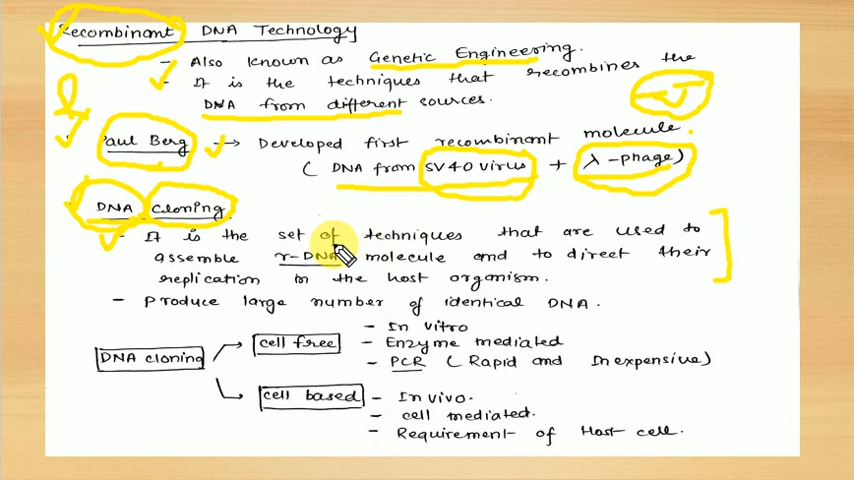 Recombinant DNA Technology
- Also known as Genetic Engineering.
- It is the techniques that recombines the
DNA from different sources.
Paul Berg → Developed first recombinant molecule.
( DNA from SV40 virus + λ-phage)
DNA cloning
- It is the set of techniques that are used to
assemble r-DNA molecule and to direct their
replication in the host organism.
- Produce large number of identical DNA.
DNA cloning
cell free
- In vitro
- Enzyme mediated
- PCR ( Rapid and Inexpensive)
cell based
- In vivo.
- cell mediated.
- Requirement of Host cell.